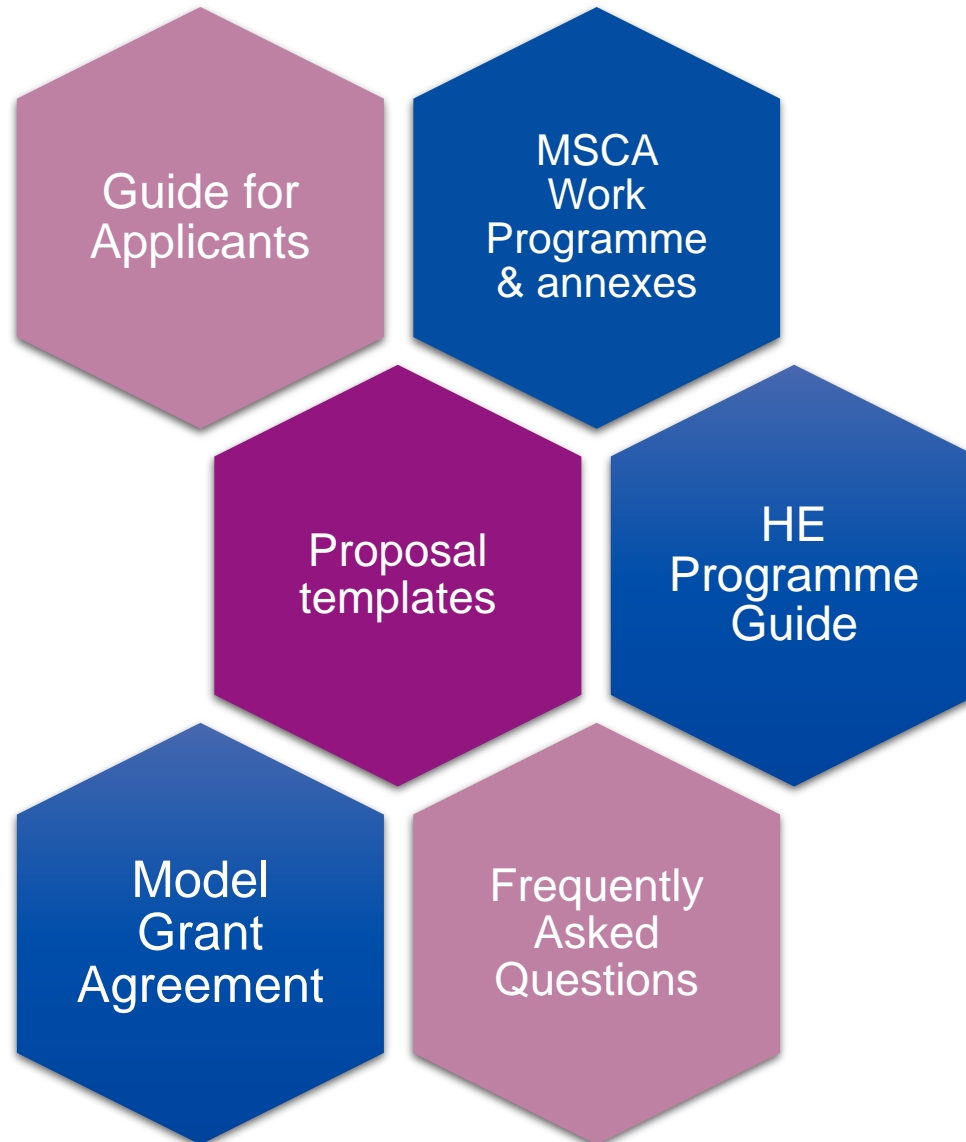 Guide for
Applicants
MSCA
Work
Programme
& annexes
Proposal
templates
HE
Programme
Guide
Model
Grant
Agreement
Frequently
Asked
Questions